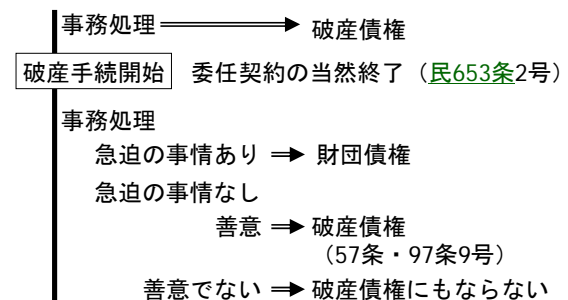 事務処理 破産債権
破産手続開始 委任契約の当然終了（民653条2号）
事務処理
急迫の事情あり 財団債権
急迫の事情なし
善意 破産債権
（57条・97条9号）
善意でない 破産債権にもならない